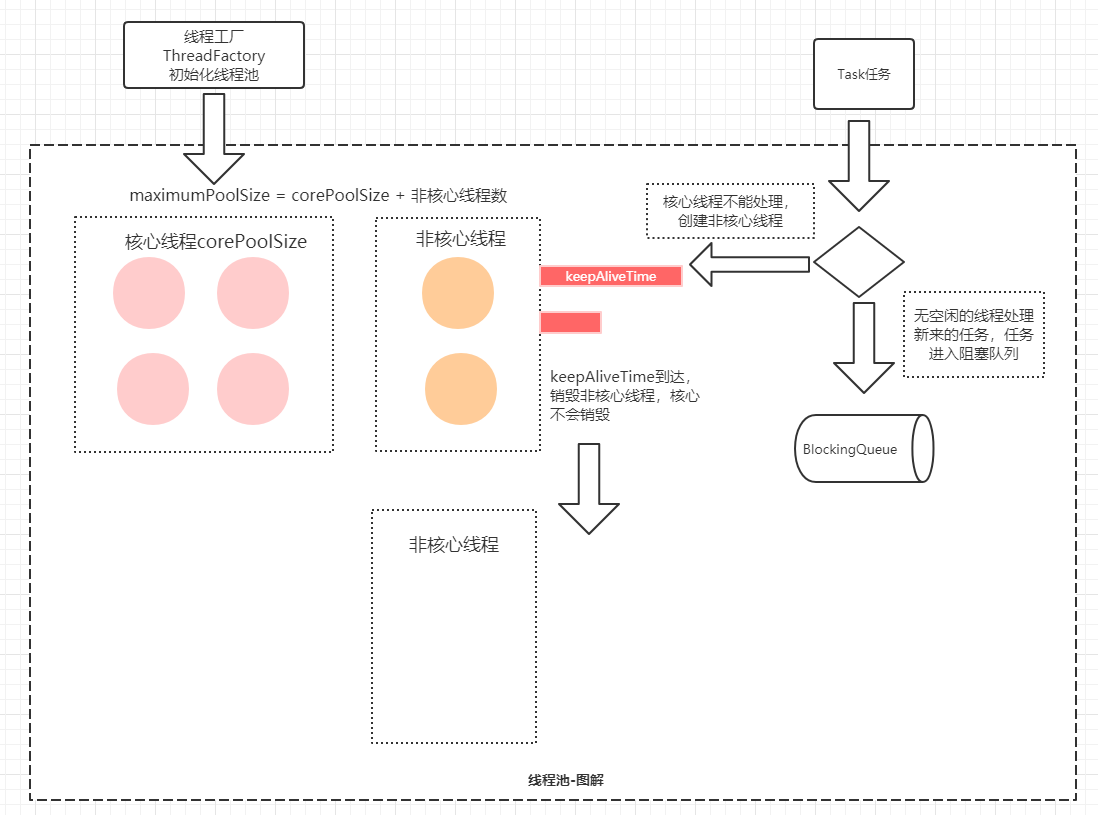 线程工厂
ThreadFactory
初始化线程池
Task任务
maximumPoolSize = corePoolSize + 非核心线程数
核心线程不能处理，
创建非核心线程
核心线程corePoolSize
非核心线程
keepAliveTime
无空闲的线程处理
新来的任务，任务
进入阻塞队列
keepAliveTime到达，
销毁非核心线程，核心
不会销毁
BlockingQueue
非核心线程
线程池-图解